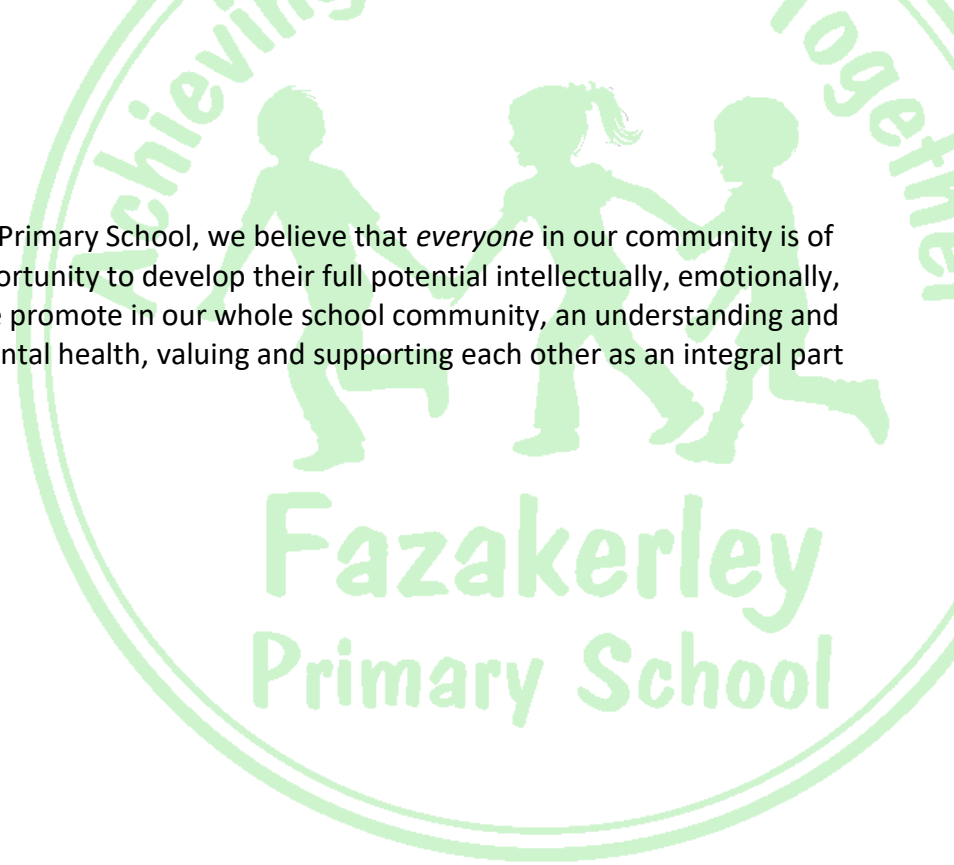 Achieving
Together
Primary School, we believe that everyone in our community is of
ortunity to develop their full potential intellectually, emotionally,
promote in our whole school community, an understanding and
ntal health, valuing and supporting each other as an integral part
Fazakerley
Primary School